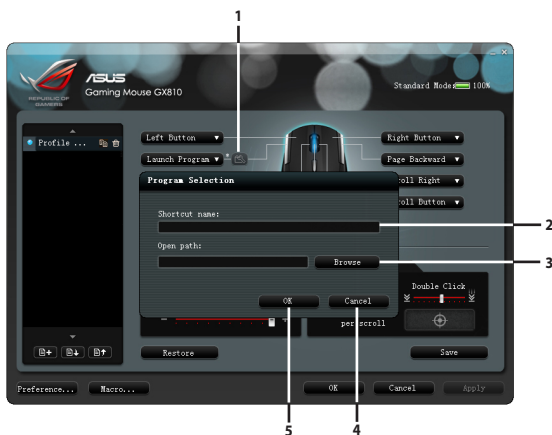 1
REPUBLIC OF
GAMERS
ASUS
Gaming Mouse GX810
Standard Mode: 100%
Profile ...
Left Button
Right Button
Launch Program
Page Backward
Program Selection
roll Right
roll Button
Shortcut name:
2
Open path:
Browse
3
Double Click
OK
Cancel
per scroll
Restore
Save
Preference...
Macro...
OK
Cancel
Apply
5
4